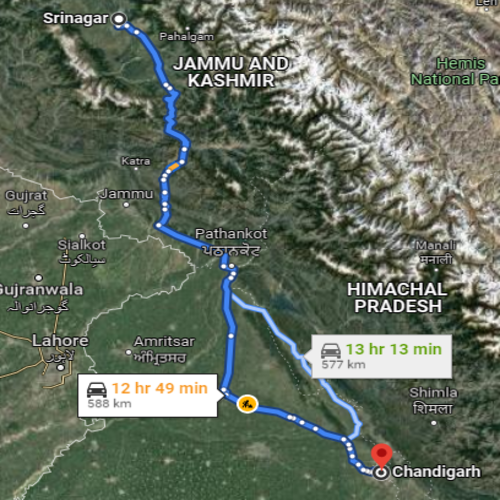 Srinagar
Pahalgam
JAMMU AND
KASHMIR
Hemis
National Pa
Katra
Jammu
Gujrat
گجرات
Pathankot
ਪਠਾਨਕੋਟ
Sialkot
سیالکوٹ
Manali
मनाली
Gujranwala
گوجرانوالہ
HIMACHAL
PRADESH
Lahore
لاہور
Amritsar
ਅੰਮ੍ਰਿਤਸਰ
13 hr 13 min
577 km
12 hr 49 min
588 km
Shimla
शिमला
Chandigarh